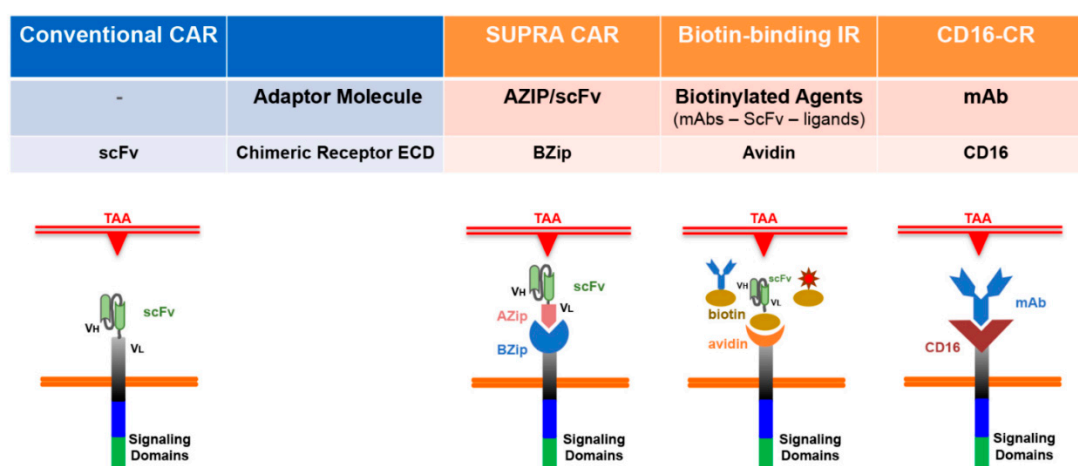 Conventional CAR
SUPRA CAR
Biotin-binding IR
CD16-CR
-
Adaptor Molecule
AZIP/scFv
Biotinylated Agents
(mAbs – ScFv – ligands)
mAb
scFv
Chimeric Receptor ECD
BZip
Avidin
CD16
TAA
VH
scFv
VL
Signaling
Domains
TAA
VH
scFv
VL
AZip
BZip
Signaling
Domains
TAA
VH
scFv
VL
biotin
avidin
Signaling
Domains
TAA
mAb
CD16
Signaling
Domains